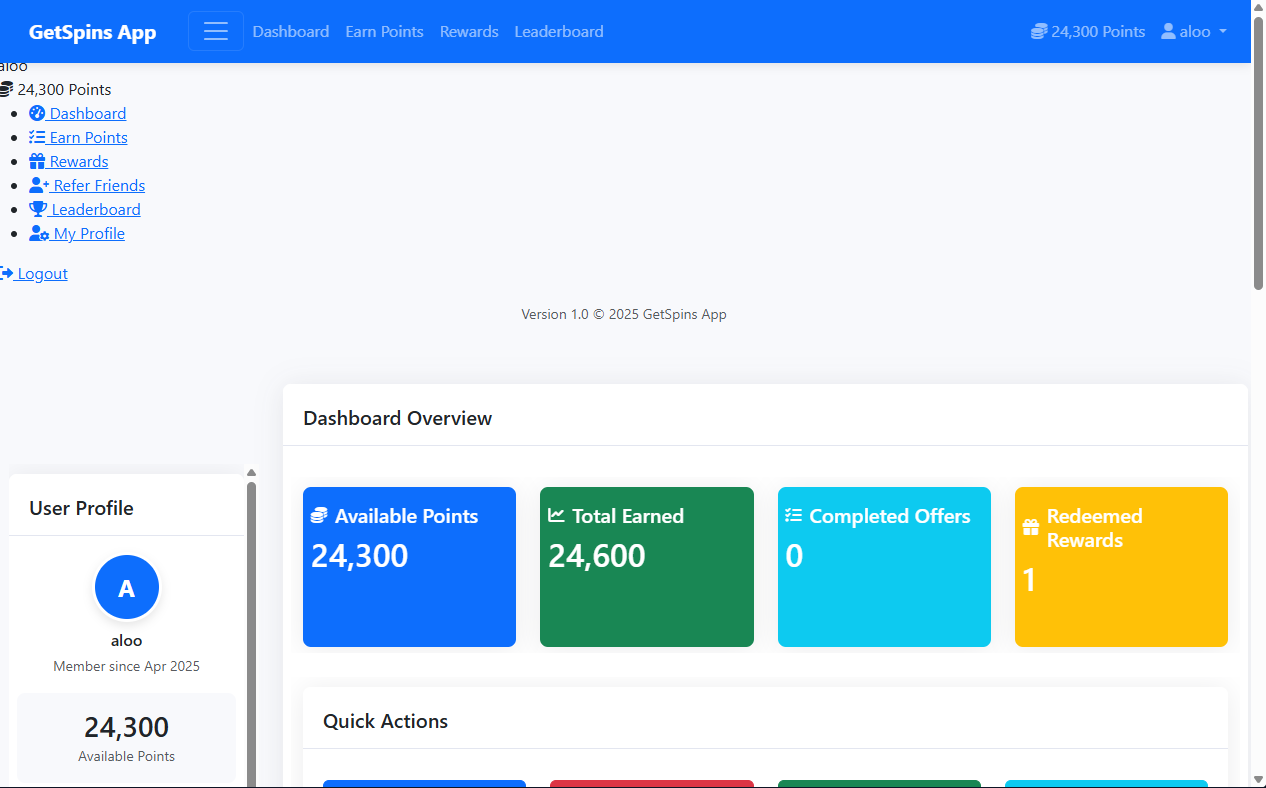 GetSpins App
Dashboard Earn Points Rewards Leaderboard
24,300 Points aloo
aloo
24,300 Points
Dashboard
Earn Points
Rewards
Refer Friends
Leaderboard
My Profile
Logout
Version 1.0 © 2025 GetSpins App
Dashboard Overview
Available Points
24,300
Total Earned
24,600
Completed Offers
0
Redeemed
Rewards
1
User Profile
A
aloo
Member since Apr 2025
24,300
Available Points
Quick Actions